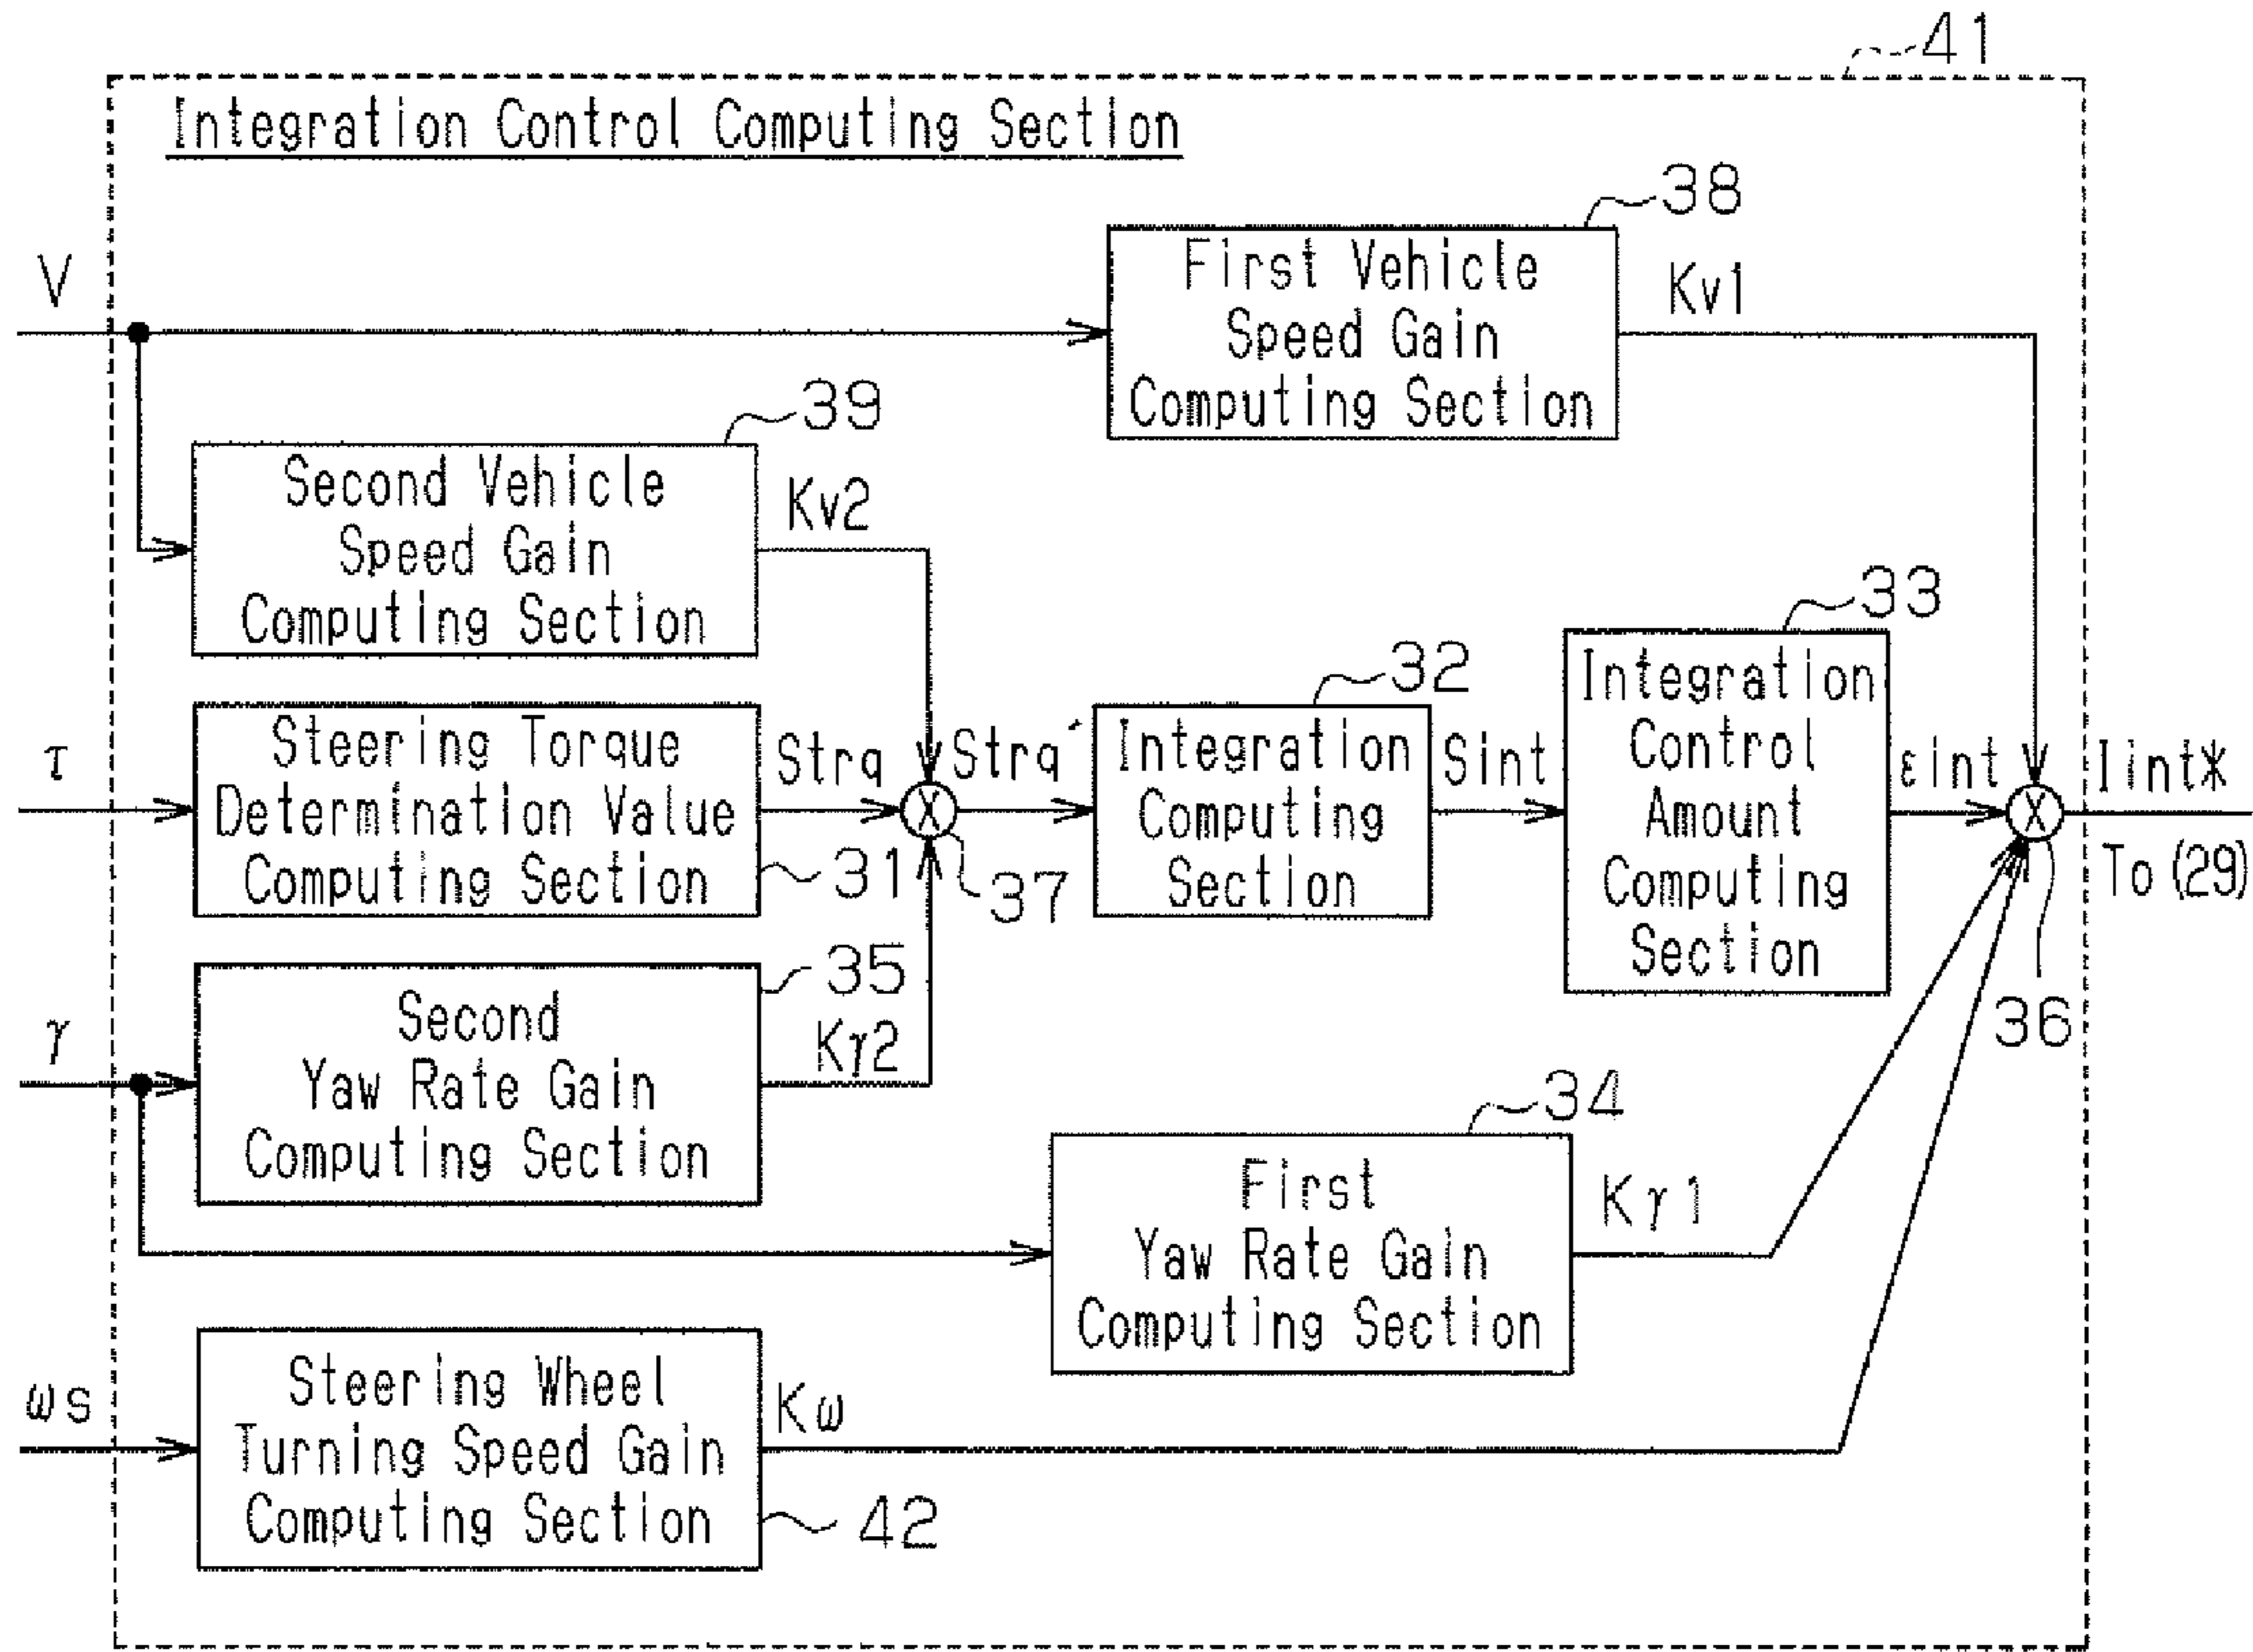 41
Integration Control Computing Section
38
V
First Vehicle
Speed Gain
Computing Section
Kv1
39
Second Vehicle
Speed Gain
Computing Section
Kv2
33
32
Integration
Control
Amount
Computing
Section
τ
Steering Torque
Determination Value
Computing Section
31
Strq
X
37
Strq´
Integration
Computing
Section
Sint
εint
X
36
Iint*
To (29)
35
γ
Second
Yaw Rate Gain
Computing Section
Kγ2
34
First
Yaw Rate Gain
Computing Section
Kγ1
ωs
Steering Wheel
Turning Speed Gain
Computing Section
Kω
42